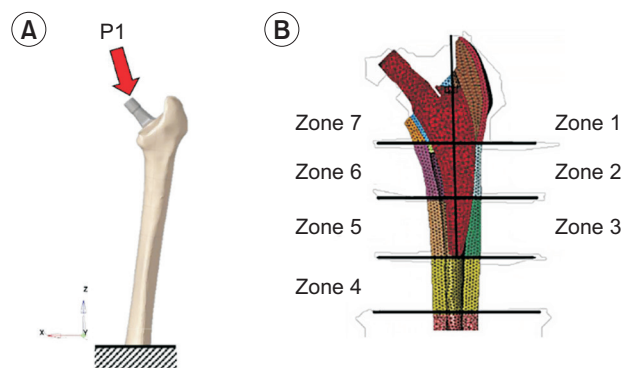 A
P1
z
x
Y
B
Zone 7
Zone 1
Zone 6
Zone 2
Zone 5
Zone 3
Zone 4